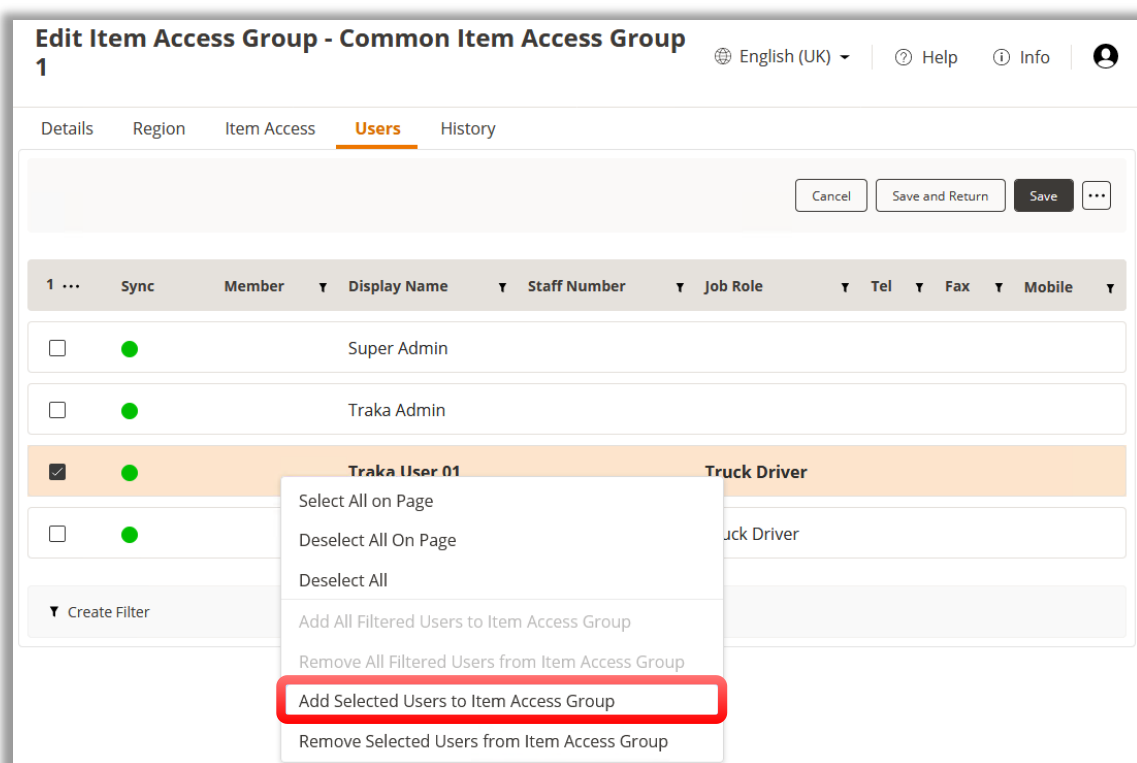 Edit Item Access Group - Common Item Access Group
1
English (UK)
Help
Info
Details Region Item Access Users History
Cancel Save and Return Save ...
1 ... Sync Member Display Name Staff Number Job Role Tel Fax Mobile
Super Admin
Traka Admin
Traka User 01 Truck Driver
Driver
Select All on Page
Deselect All On Page
Deselect All
Create Filter
Add All Filtered Users to Item Access Group
Remove All Filtered Users from Item Access Group
Add Selected Users to Item Access Group
Remove Selected Users from Item Access Group